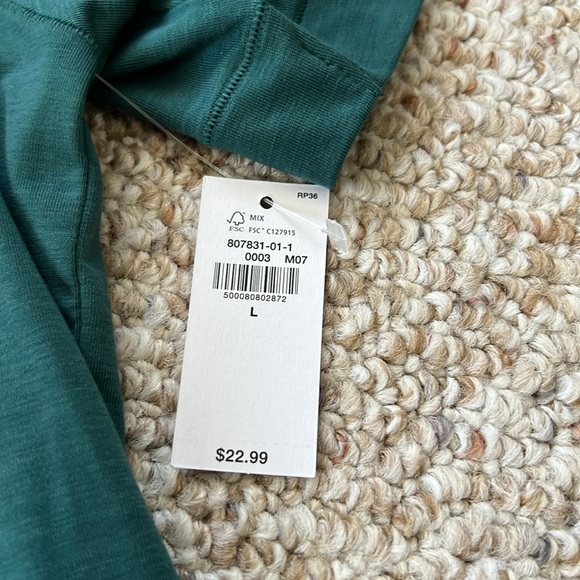 RP36
MIX
FSC FSC™ C127915
807831-01-1
0003 M07
500080802872
L
$22.99